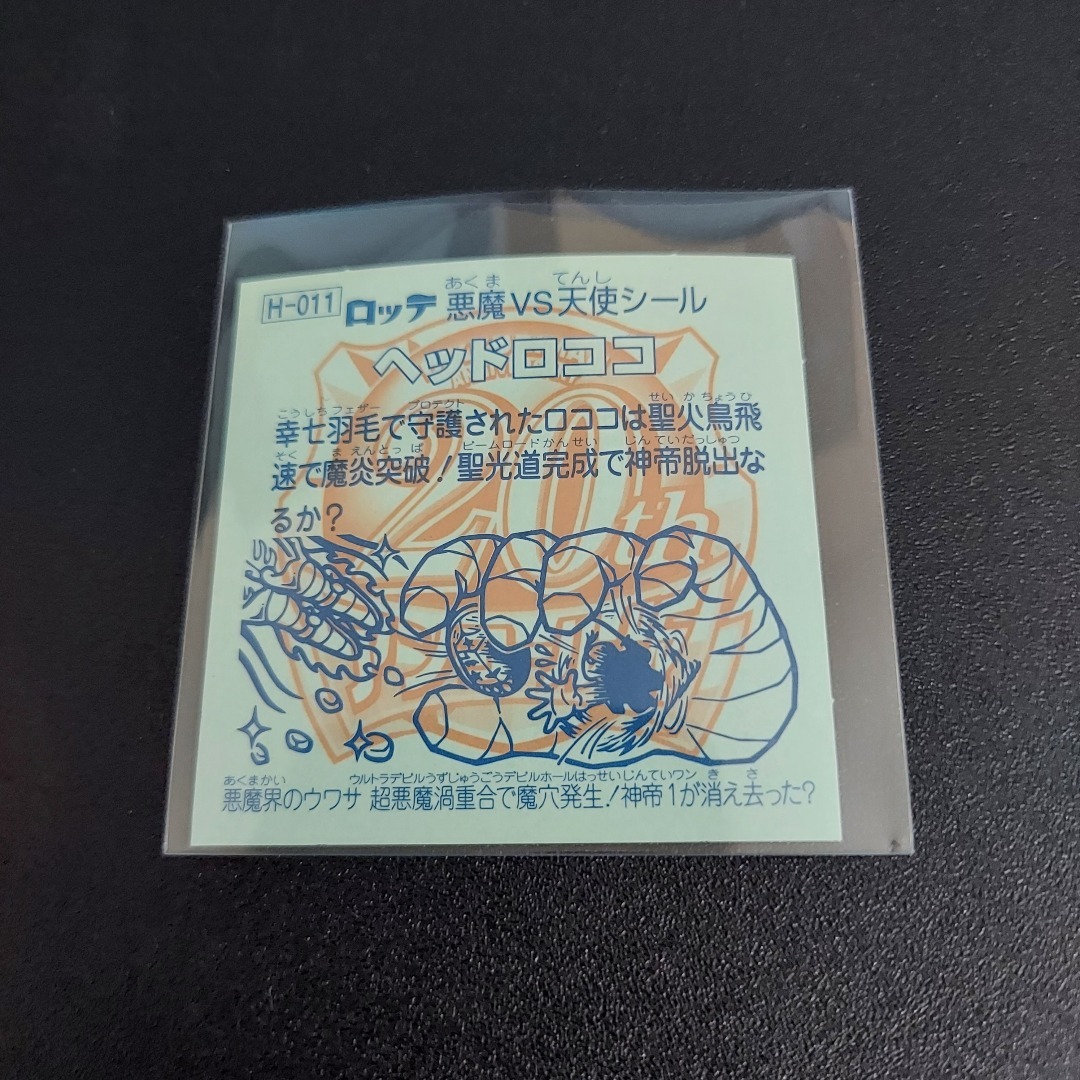 H-011 ロッテ 悪魔VS天使シール
あくま てんし
ヘッドロココ
こうしちフェザー プロテクト せいかちょうひ
幸七羽毛で守護されたロココは聖火鳥飛
そく まえんとっぱ ビームロードかんせい じんていだっしゅつ
速で魔炎突破!聖光道完成で神帝脱出な
るか?
20th
あくまかい ウルトラデビルうずじゅうごうデビルホールはっせいじんていワン き さ
悪魔界のウワサ 超悪魔渦重合で魔穴発生!神帝1が消え去った?